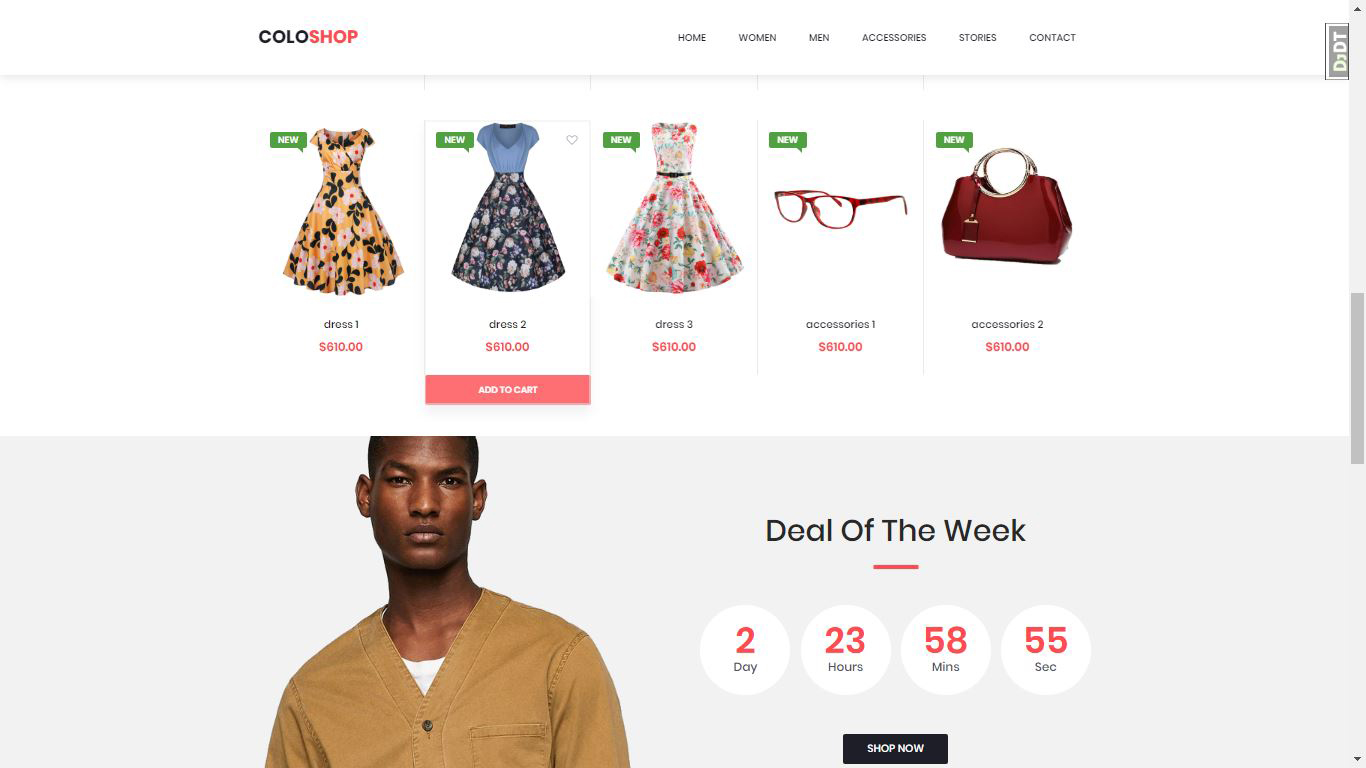 COLOSHOP
HOME WOMEN MEN ACCESSORIES STORIES CONTACT
DJDT
NEW NEW NEW NEW NEW
dress 1 dress 2 dress 3 accessories 1 accessories 2
$610.00 $610.00 $610.00 $610.00 $610.00
ADD TO CART
Deal Of The Week
2 23 58 55
Day Hours Mins Sec
SHOP NOW